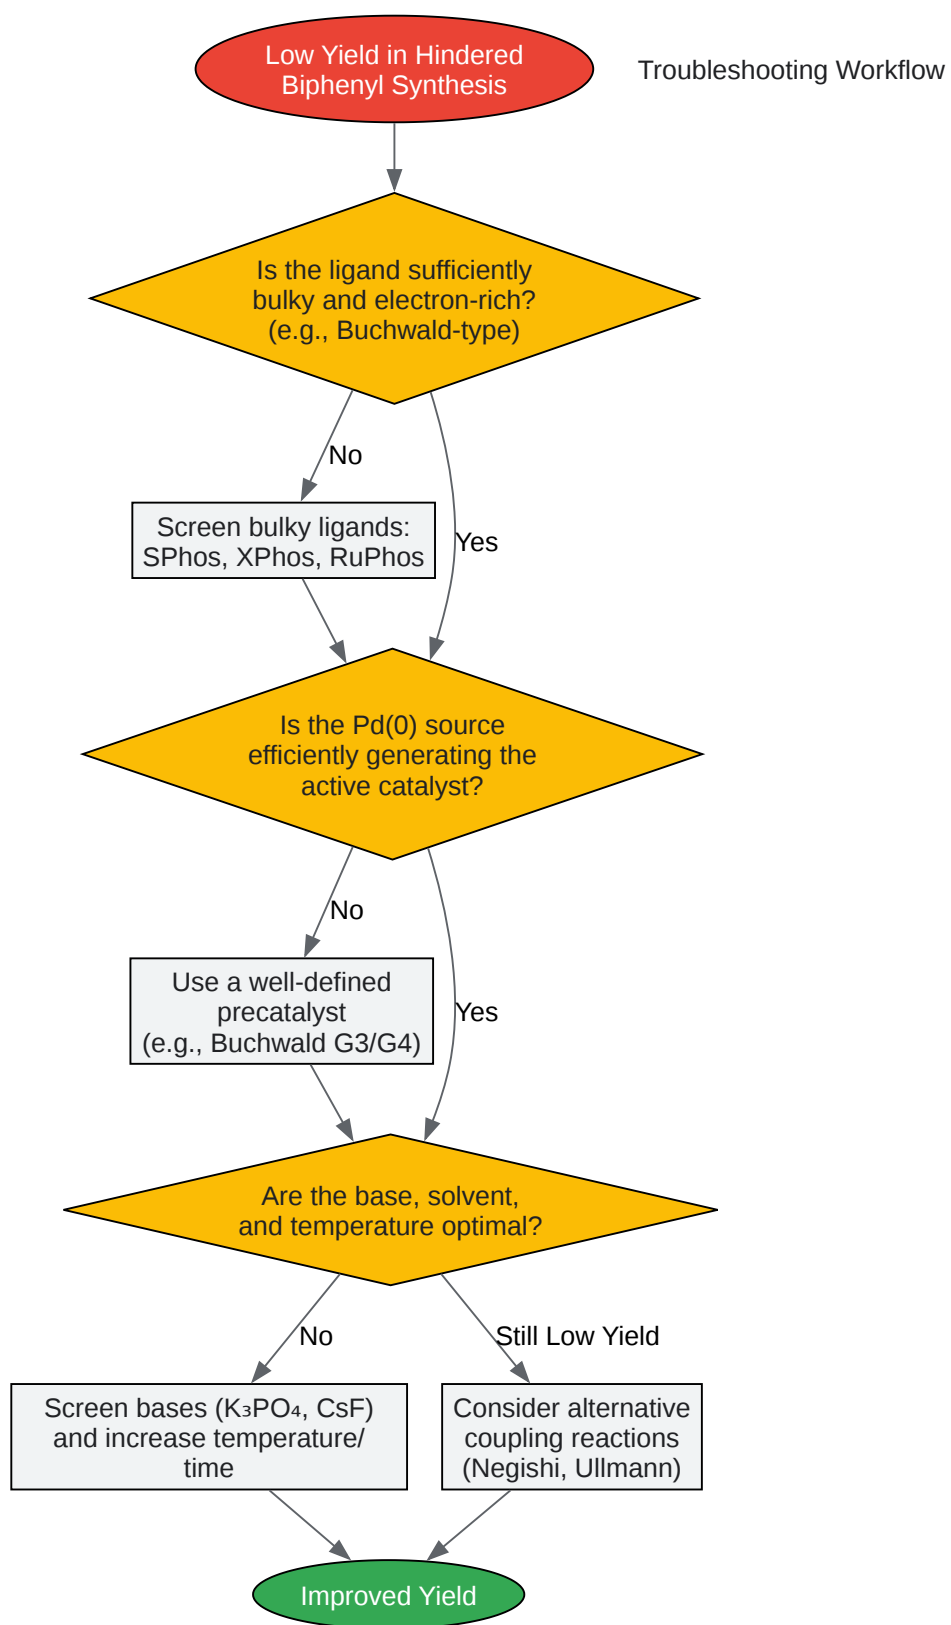 Low Yield in Hindered
Biphenyl Synthesis
Troubleshooting Workflow
Is the ligand sufficiently
bulky and electron-rich?
(e.g., Buchwald-type)
No
Screen bulky ligands:
SPhos, XPhos, RuPhos
Yes
Is the Pd(0) source
efficiently generating the
active catalyst?
No
Use a well-defined
precatalyst
(e.g., Buchwald G3/G4)
Yes
Are the base, solvent,
and temperature optimal?
No
Still Low Yield
Screen bases (K₃PO₄, CsF)
and increase temperature/
time
Consider alternative
coupling reactions
(Negishi, Ullmann)
Improved Yield